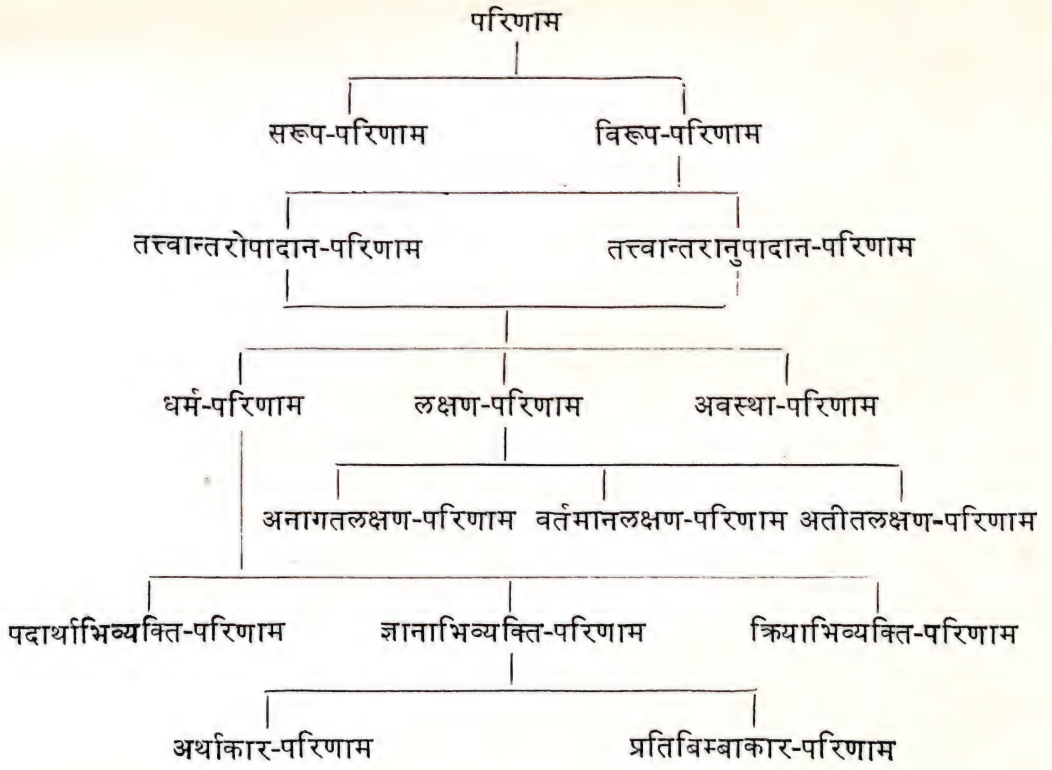 परिणाम
सरूप-परिणाम विरूप-परिणाम
तत्त्वान्तरोपादान-परिणाम तत्त्वान्तरानुपादान-परिणाम
धर्म-परिणाम लक्षण-परिणाम अवस्था-परिणाम
अनागतलक्षण-परिणाम वर्तमानलक्षण-परिणाम अतीतलक्षण-परिणाम
पदार्थाभिव्यक्ति-परिणाम ज्ञानाभिव्यक्ति-परिणाम क्रियाभिव्यक्ति-परिणाम
अर्थाकार-परिणाम प्रतिबिम्बाकार-परिणाम